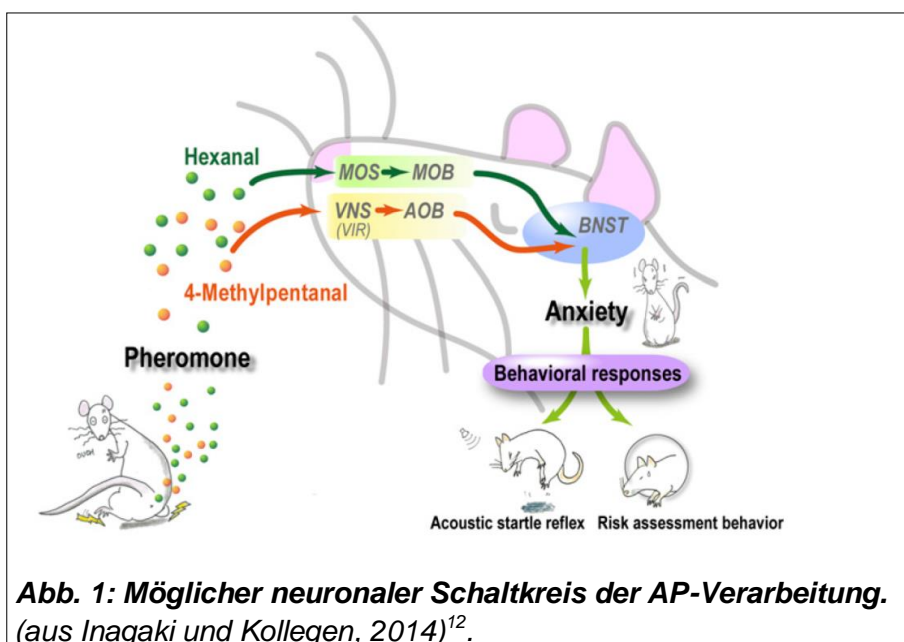 Hexanal
MOS MOB
VNS AOB
(VIR)
BNST
4-Methylpentanal
Anxiety
Pheromone
Behavioral responses
OUCH
Acoustic startle reflex Risk assessment behavior
Abb. 1: Möglicher neuronaler Schaltkreis der AP-Verarbeitung.
(aus Inagaki und Kollegen, 2014)12.